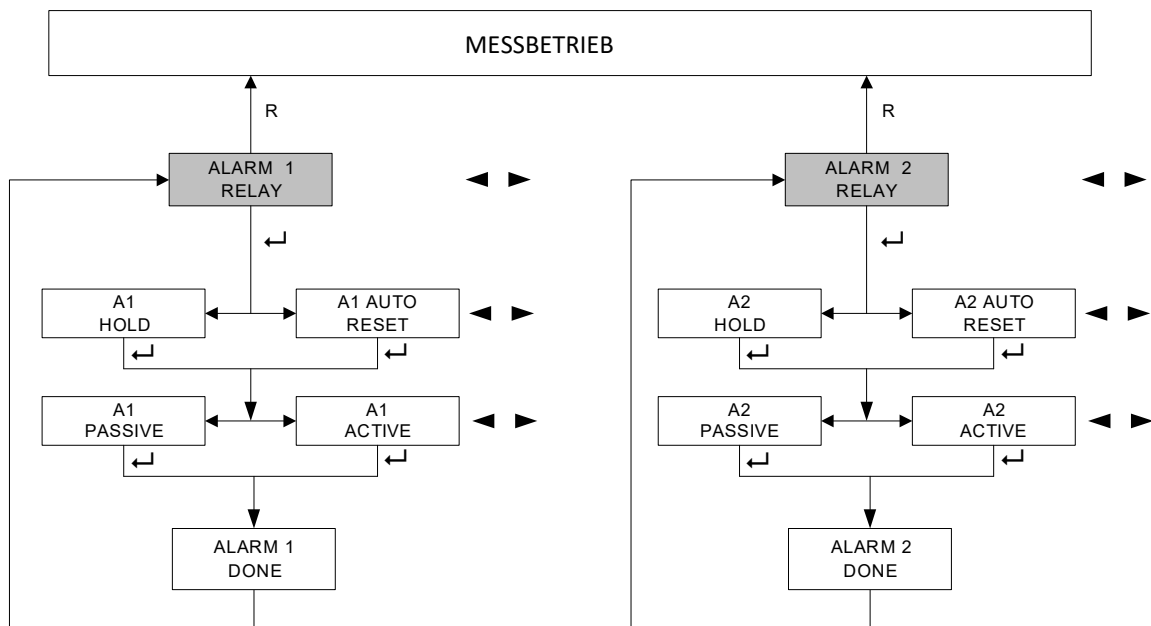 MESSBETRIEB
R
R
ALARM 1
RELAY
ALARM 2
RELAY
A1
HOLD
A1 AUTO
RESET
A2
HOLD
A2 AUTO
RESET
A1
PASSIVE
A1
ACTIVE
A2
PASSIVE
A2
ACTIVE
ALARM 1
DONE
ALARM 2
DONE